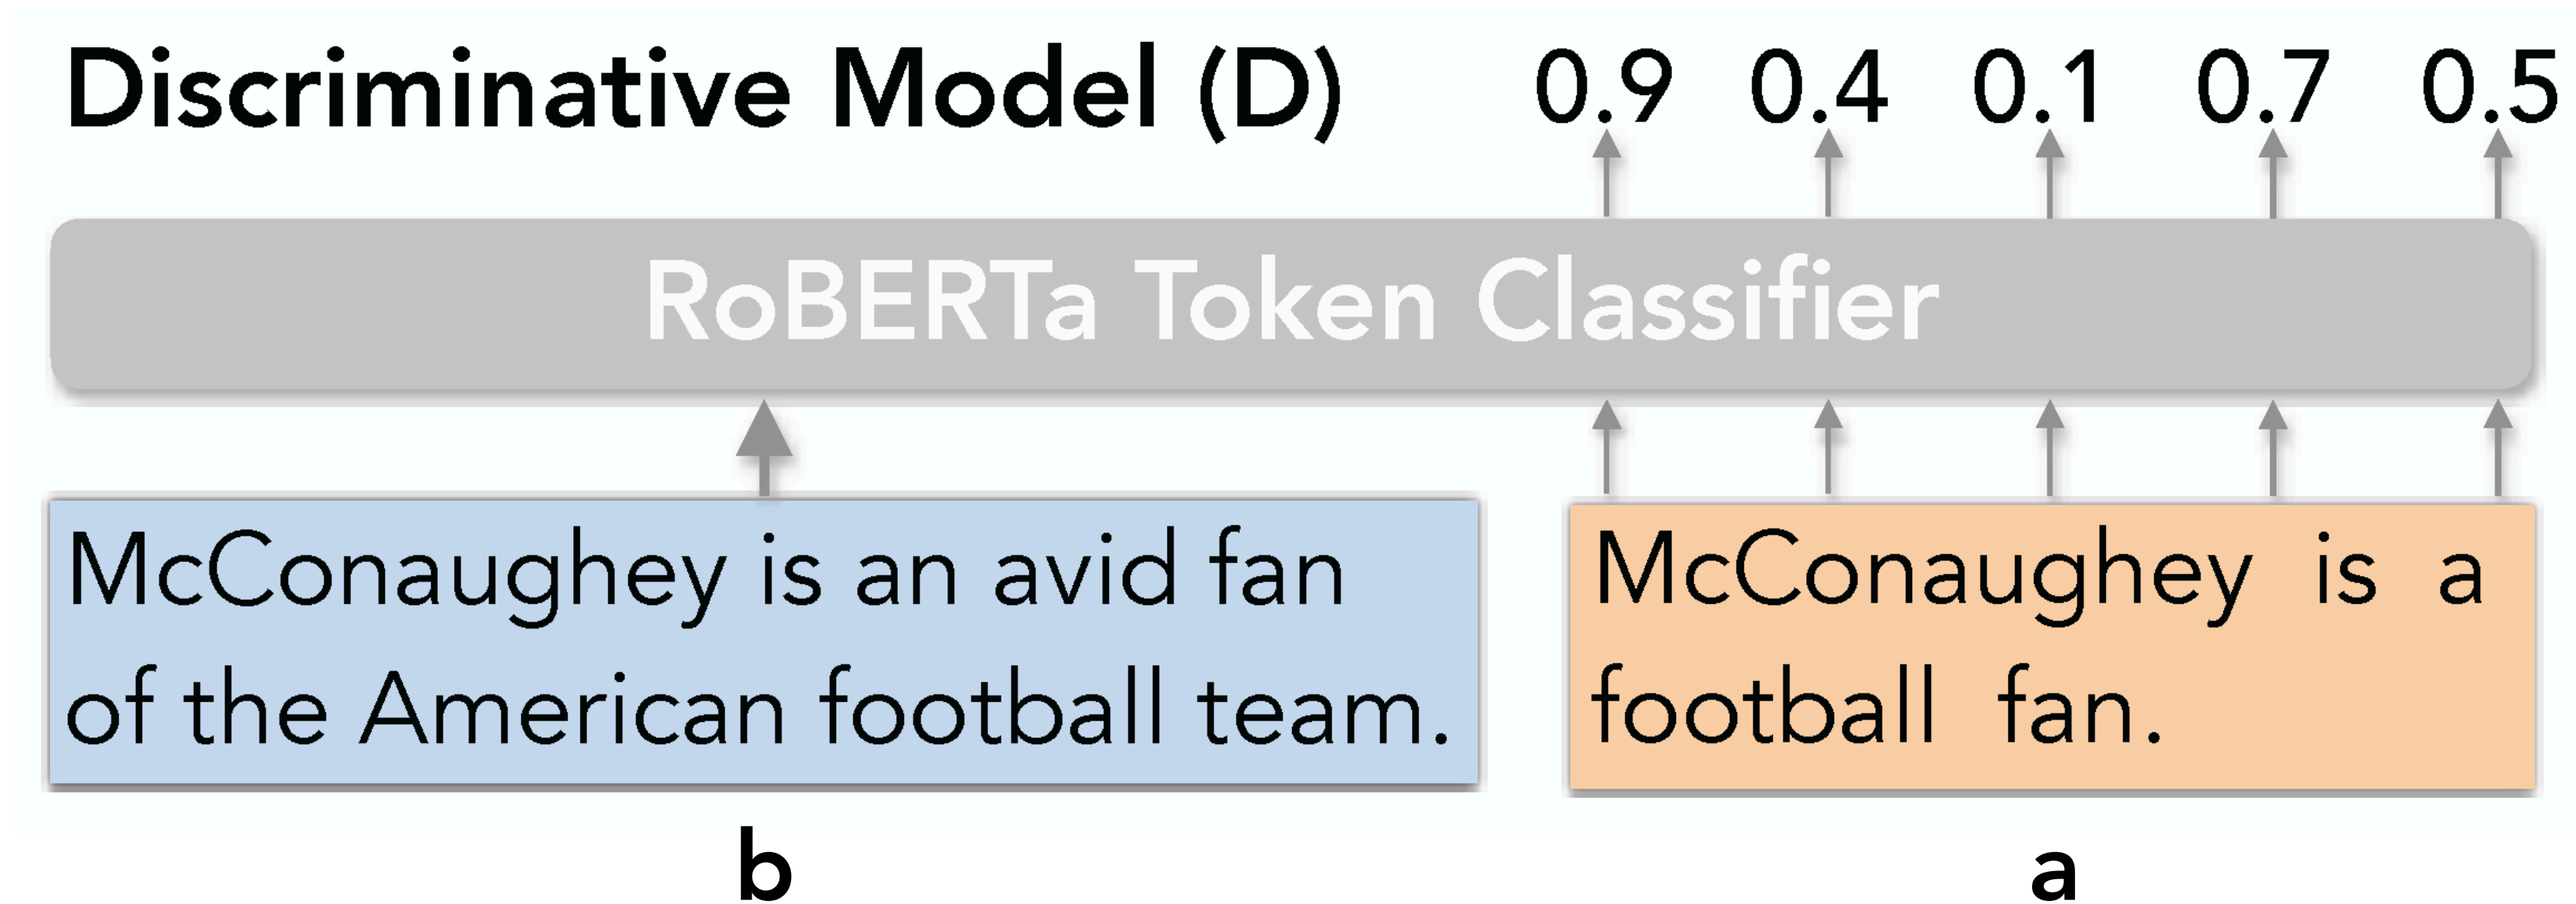 Discriminative Model (D) 0.9 0.4 0.1 0.7 0.5
RoBERTa Token Classifier
McConaughey is an avid fan
of the American football team.
McConaughey is a
football fan.
b
a